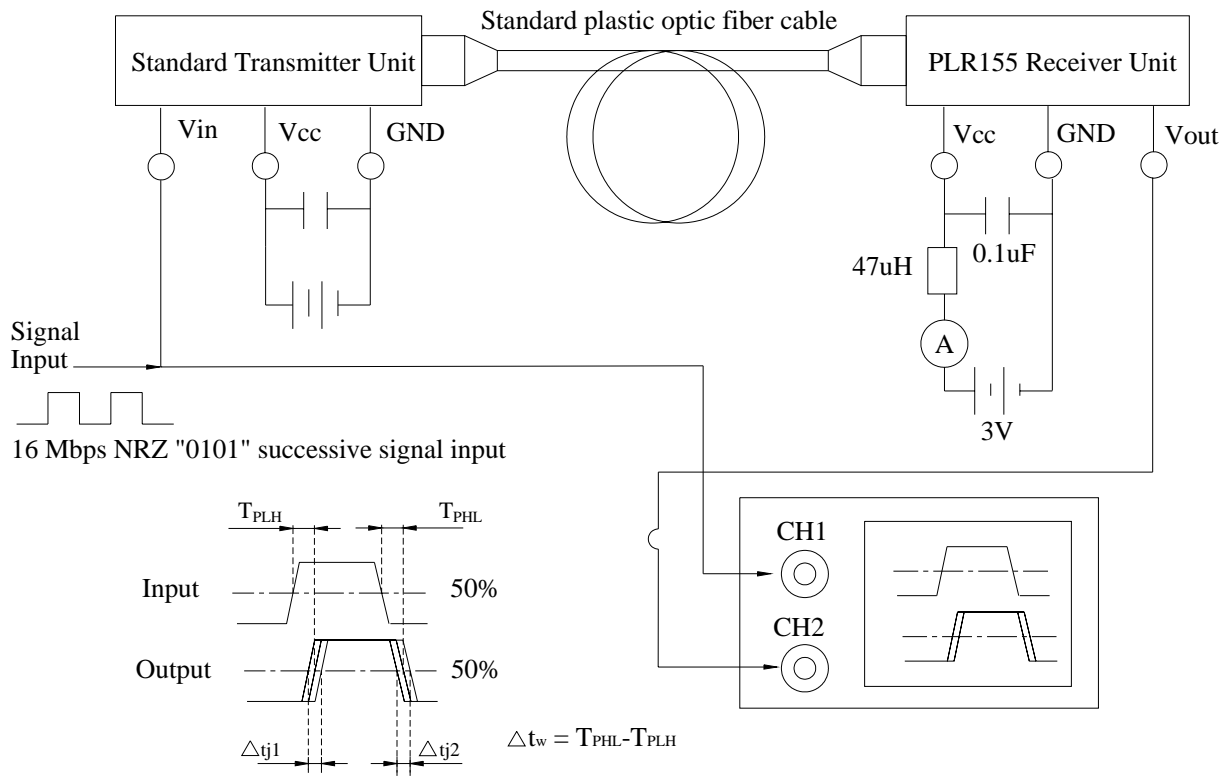 Standard plastic optic fiber cable
Standard Transmitter Unit
PLR155 Receiver Unit
Vin
Vcc
GND
Vcc
GND
Vout
47uH
0.1uF
A
3V
Signal
Input
16 Mbps NRZ "0101" successive signal input
TPLH
TPHL
Input
50%
Output
50%
△tj1
△tj2
△tw = TPHL-TPLH
CH1
CH2